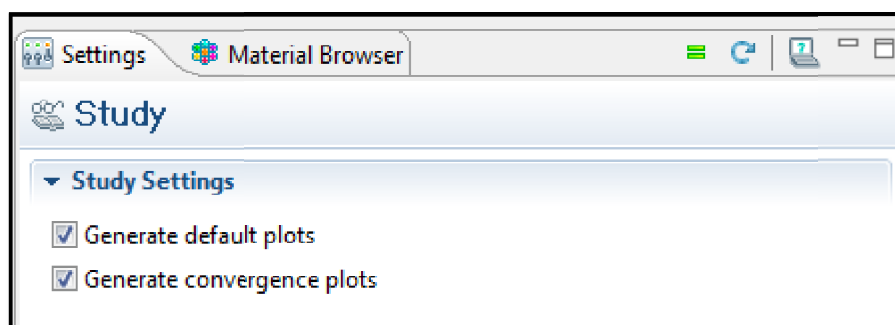 Settings Material Browser
Study
Study Settings
Generate default plots
Generate convergence plots